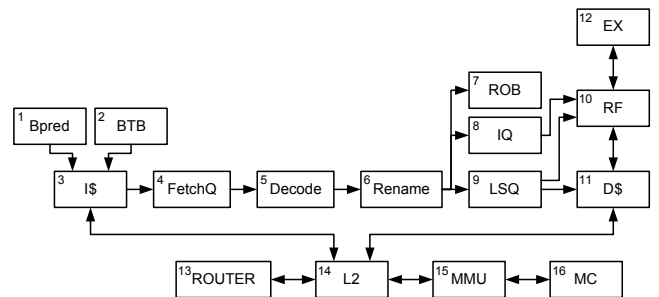 12 EX
7 ROB
10 RF
1 Bpred
2 BTB
8 IQ
3 I$
4 FetchQ
5 Decode
6 Rename
9 LSQ
11 D$
13 ROUTER
14 L2
15 MMU
16 MC